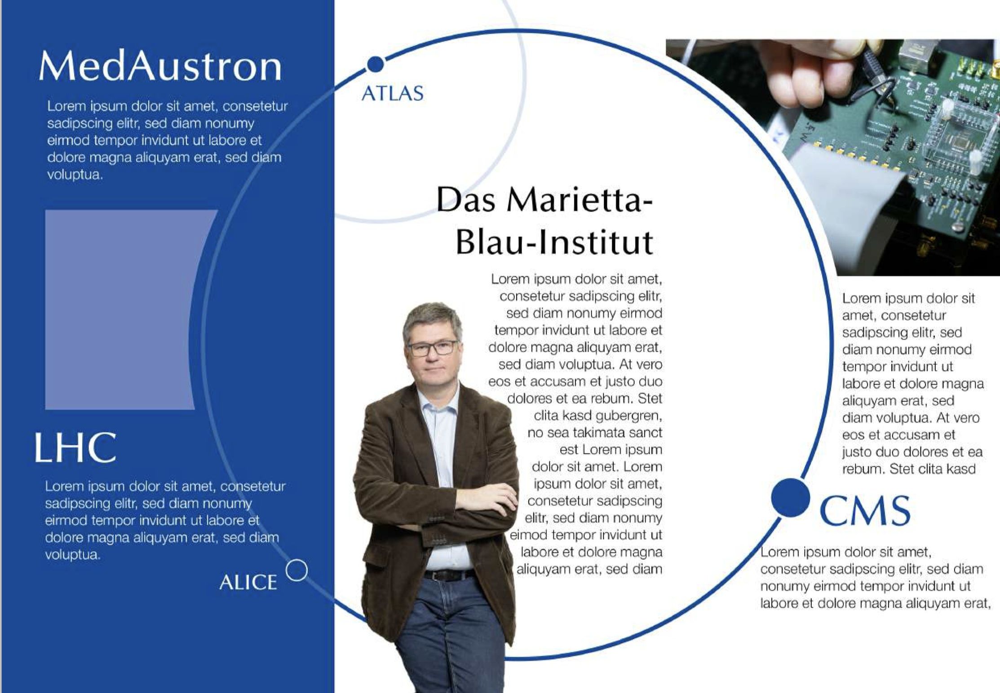 MedAustron
Lorem ipsum dolor sit amet, consetetur
sadipscing elitr, sed diam nonumy
eirmod tempor invidunt ut labore et
dolore magna aliquyam erat, sed diam
voluptua.
LHC
Lorem ipsum dolor sit amet, consetetur
sadipscing elitr, sed diam nonumy
eirmod tempor invidunt ut labore et
dolore magna aliquyam erat, sed diam
voluptua.
ALICE
ATLAS
Das Marietta-
Blau-Institut
Lorem ipsum dolor sit amet,
consetetur sadipscing elitr,
sed diam nonumy eirmod
tempor invidunt ut labore et
dolore magna aliquyam erat,
sed diam voluptua. At vero
eos et accusam et justo duo
dolores et ea rebum. Stet
clita kasd gubergren,
no sea takimata sanct
est Lorem ipsum
dolor sit amet. Lorem
ipsum dolor sit amet,
consetetur sadipscing
elitr, sed diam nonumy
eimod tempor invidunt ut
labore et dolore magna
aliquyam erat, sed diam
Lorem ipsum dolor sit
amet, consetetur
sadipscing elitr, sed
diam nonumy eirmod
tempor invidunt ut
labore et dolore magna
aliquyam erat, sed
diam voluptua. At vero
eos et accusam et
justo duo dolores et ea
rebum. Stet clita kasd
CMS
Lorem ipsum dolor sit amet,
consetetur sadipscing elitr, sed diam
nonumy eirmod tempor invidunt ut
labore et dolore magna aliquyam erat,